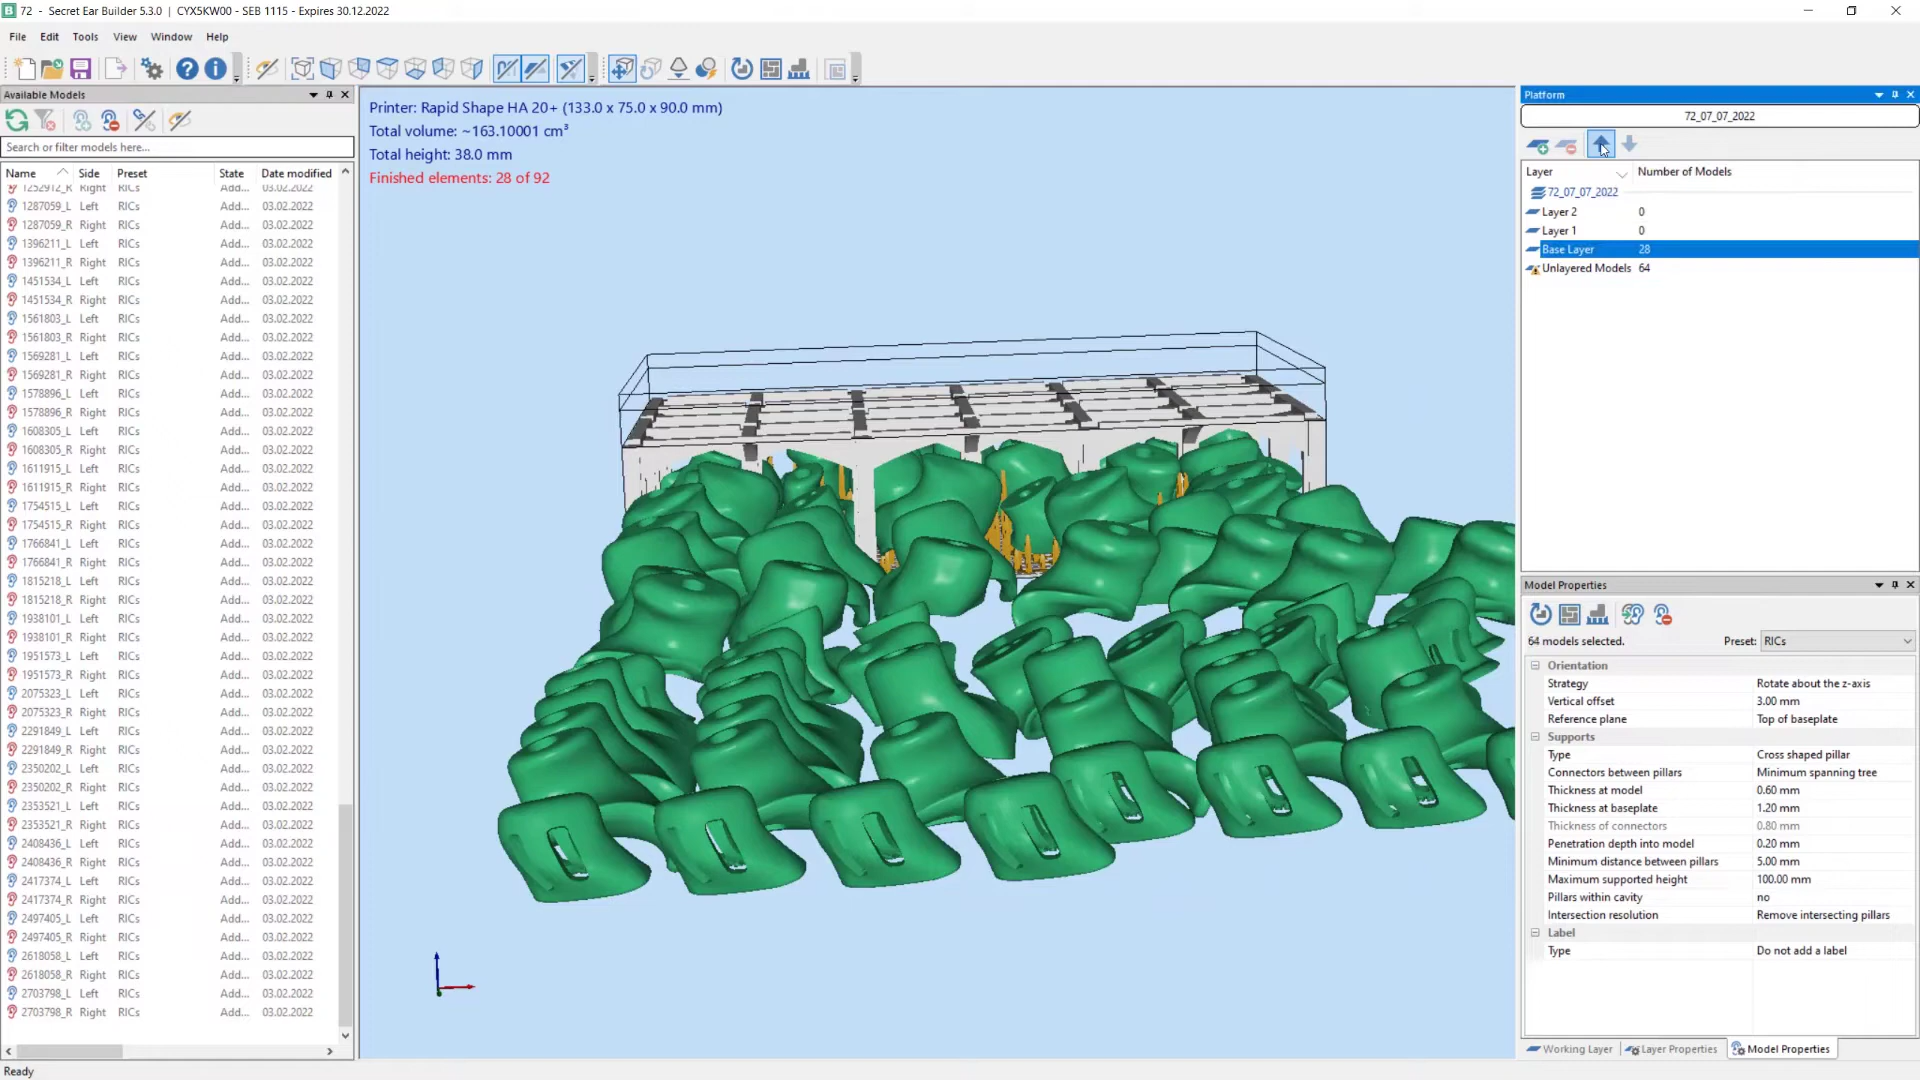 72 - Secret Ear Builder 5.3.0 | CYX5KW00 - SEB 1115 - Expires 30.12.2022
File Edit Tools View Window Help
Available Models
Search or filter models here...
Name Side Preset State Date modified
1252912_R Right RICs Add... 03.02.2022
1287059_L Left RICs Add... 03.02.2022
1287059_R Right RICs Add... 03.02.2022
1396211_L Left RICs Add... 03.02.2022
1396211_R Right RICs Add... 03.02.2022
1451534_L Left RICs Add... 03.02.2022
1451534_R Right RICs Add... 03.02.2022
1561803_L Left RICs Add... 03.02.2022
1561803_R Right RICs Add... 03.02.2022
1569281_L Left RICs Add... 03.02.2022
1569281_R Right RICs Add... 03.02.2022
1578896_L Left RICs Add... 03.02.2022
1578896_R Right RICs Add... 03.02.2022
1608305_L Left RICs Add... 03.02.2022
1608305_R Right RICs Add... 03.02.2022
1611915_L Left RICs Add... 03.02.2022
1611915_R Right RICs Add... 03.02.2022
1754515_L Left RICs Add... 03.02.2022
1754515_R Right RICs Add... 03.02.2022
1766841_L Left RICs Add... 03.02.2022
1766841_R Right RICs Add... 03.02.2022
1815218_L Left RICs Add... 03.02.2022
1815218_R Right RICs Add... 03.02.2022
1938101_L Left RICs Add... 03.02.2022
1938101_R Right RICs Add... 03.02.2022
1951573_L Left RICs Add... 03.02.2022
1951573_R Right RICs Add... 03.02.2022
2075323_L Left RICs Add... 03.02.2022
2075323_R Right RICs Add... 03.02.2022
2291849_L Left RICs Add... 03.02.2022
2291849_R Right RICs Add... 03.02.2022
2350202_L Left RICs Add... 03.02.2022
2350202_R Right RICs Add... 03.02.2022
2353521_L Left RICs Add... 03.02.2022
2353521_R Right RICs Add... 03.02.2022
2408436_L Left RICs Add... 03.02.2022
2408436_R Right RICs Add... 03.02.2022
2417374_L Left RICs Add... 03.02.2022
2417374_R Right RICs Add... 03.02.2022
2497405_L Left RICs Add... 03.02.2022
2497405_R Right RICs Add... 03.02.2022
2618058_L Left RICs Add... 03.02.2022
2618058_R Right RICs Add... 03.02.2022
2703798_L Left RICs Add... 03.02.2022
2703798_R Right RICs Add... 03.02.2022
Ready
Printer: Rapid Shape HA 20+ (133.0 x 75.0 x 90.0 mm)
Total volume: ~163.10001 cm³
Total height: 38.0 mm
Finished elements: 28 of 92
Platform
72_07_07_2022
Layer Number of Models
72_07_07_2022
Layer 2 0
Layer 1 0
Base Layer 28
Unlayered Models 64
Model Properties
64 models selected. Preset: RICs
Orientation
Strategy Rotate about the z-axis
Vertical offset 3.00 mm
Reference plane Top of baseplate
Supports
Type Cross shaped pillar
Connectors between pillars Minimum spanning tree
Thickness at model 0.60 mm
Thickness at baseplate 1.20 mm
Thickness of connectors 0.80 mm
Penetration depth into model 0.20 mm
Minimum distance between pillars 5.00 mm
Maximum supported height 100.00 mm
Pillars within cavity no
Intersection resolution Remove intersecting pillars
Label
Type Do not add a label
Working Layer Layer Properties Model Properties